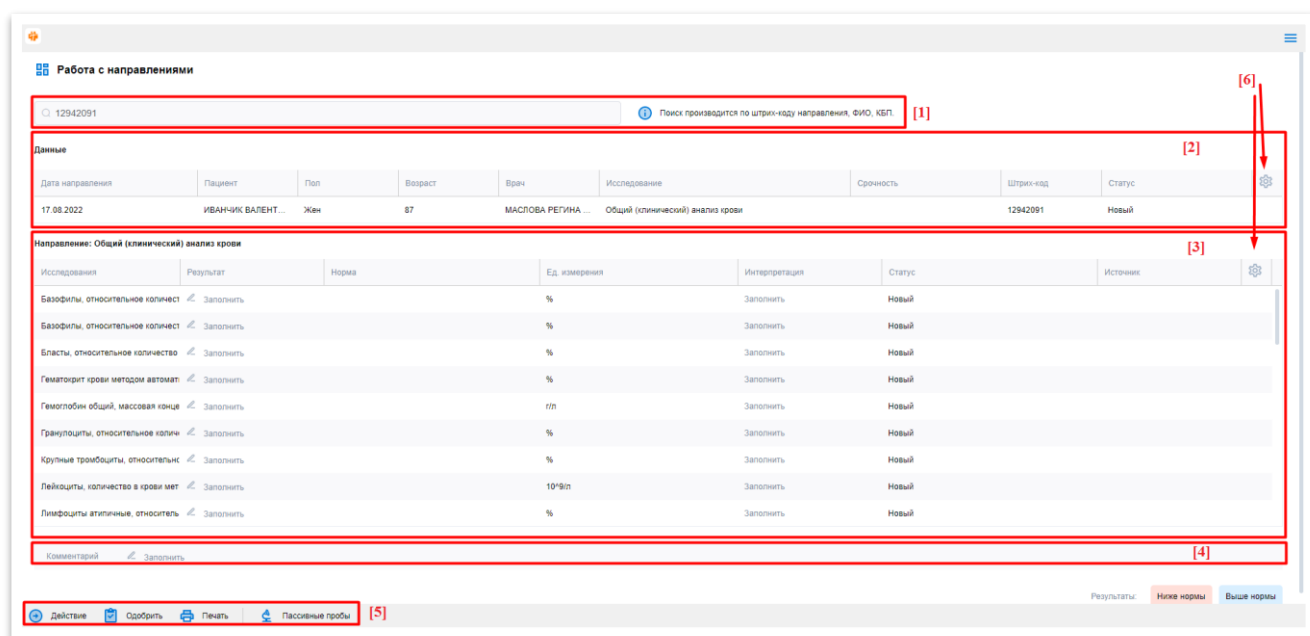 Работа с направлениями
[6]
12942091
Поиск производится по штрих-коду направления, ФИО, КБП.
[1]
Данные
[2]
Дата направления Пациент Пол Возраст Врач Исследование Срочность Штрих-код Статус
17.08.2022 ИВАНЧИК ВАЛЕНТ... Жен 87 МАСЛОВА РЕГИНА ... Общий (клинический) анализ крови 12942091 Новый
Направление: Общий (клинический) анализ крови
[3]
Исследования Результат Норма Ед. измерения Интерпретация Статус Источник
Базофилы, относительное количест Заполнить % Заполнить Новый
Базофилы, относительное количест Заполнить % Заполнить Новый
Бласты, относительное количество Заполнить % Заполнить Новый
Гематокрит крови методом автомат Заполнить % Заполнить Новый
Гемоглобин общий, массовая конце Заполнить г/л Заполнить Новый
Гранулоциты, относительное колич Заполнить % Заполнить Новый
Крупные тромбоциты, относительно Заполнить % Заполнить Новый
Лейкоциты, количество в крови мет Заполнить 10^9/л Заполнить Новый
Лимфоциты атипичные, относитель Заполнить % Заполнить Новый
Комментарий Заполнить
[4]
Результаты: Ниже нормы Выше нормы
Действие Одобрить Печать Пассивные пробы [5]